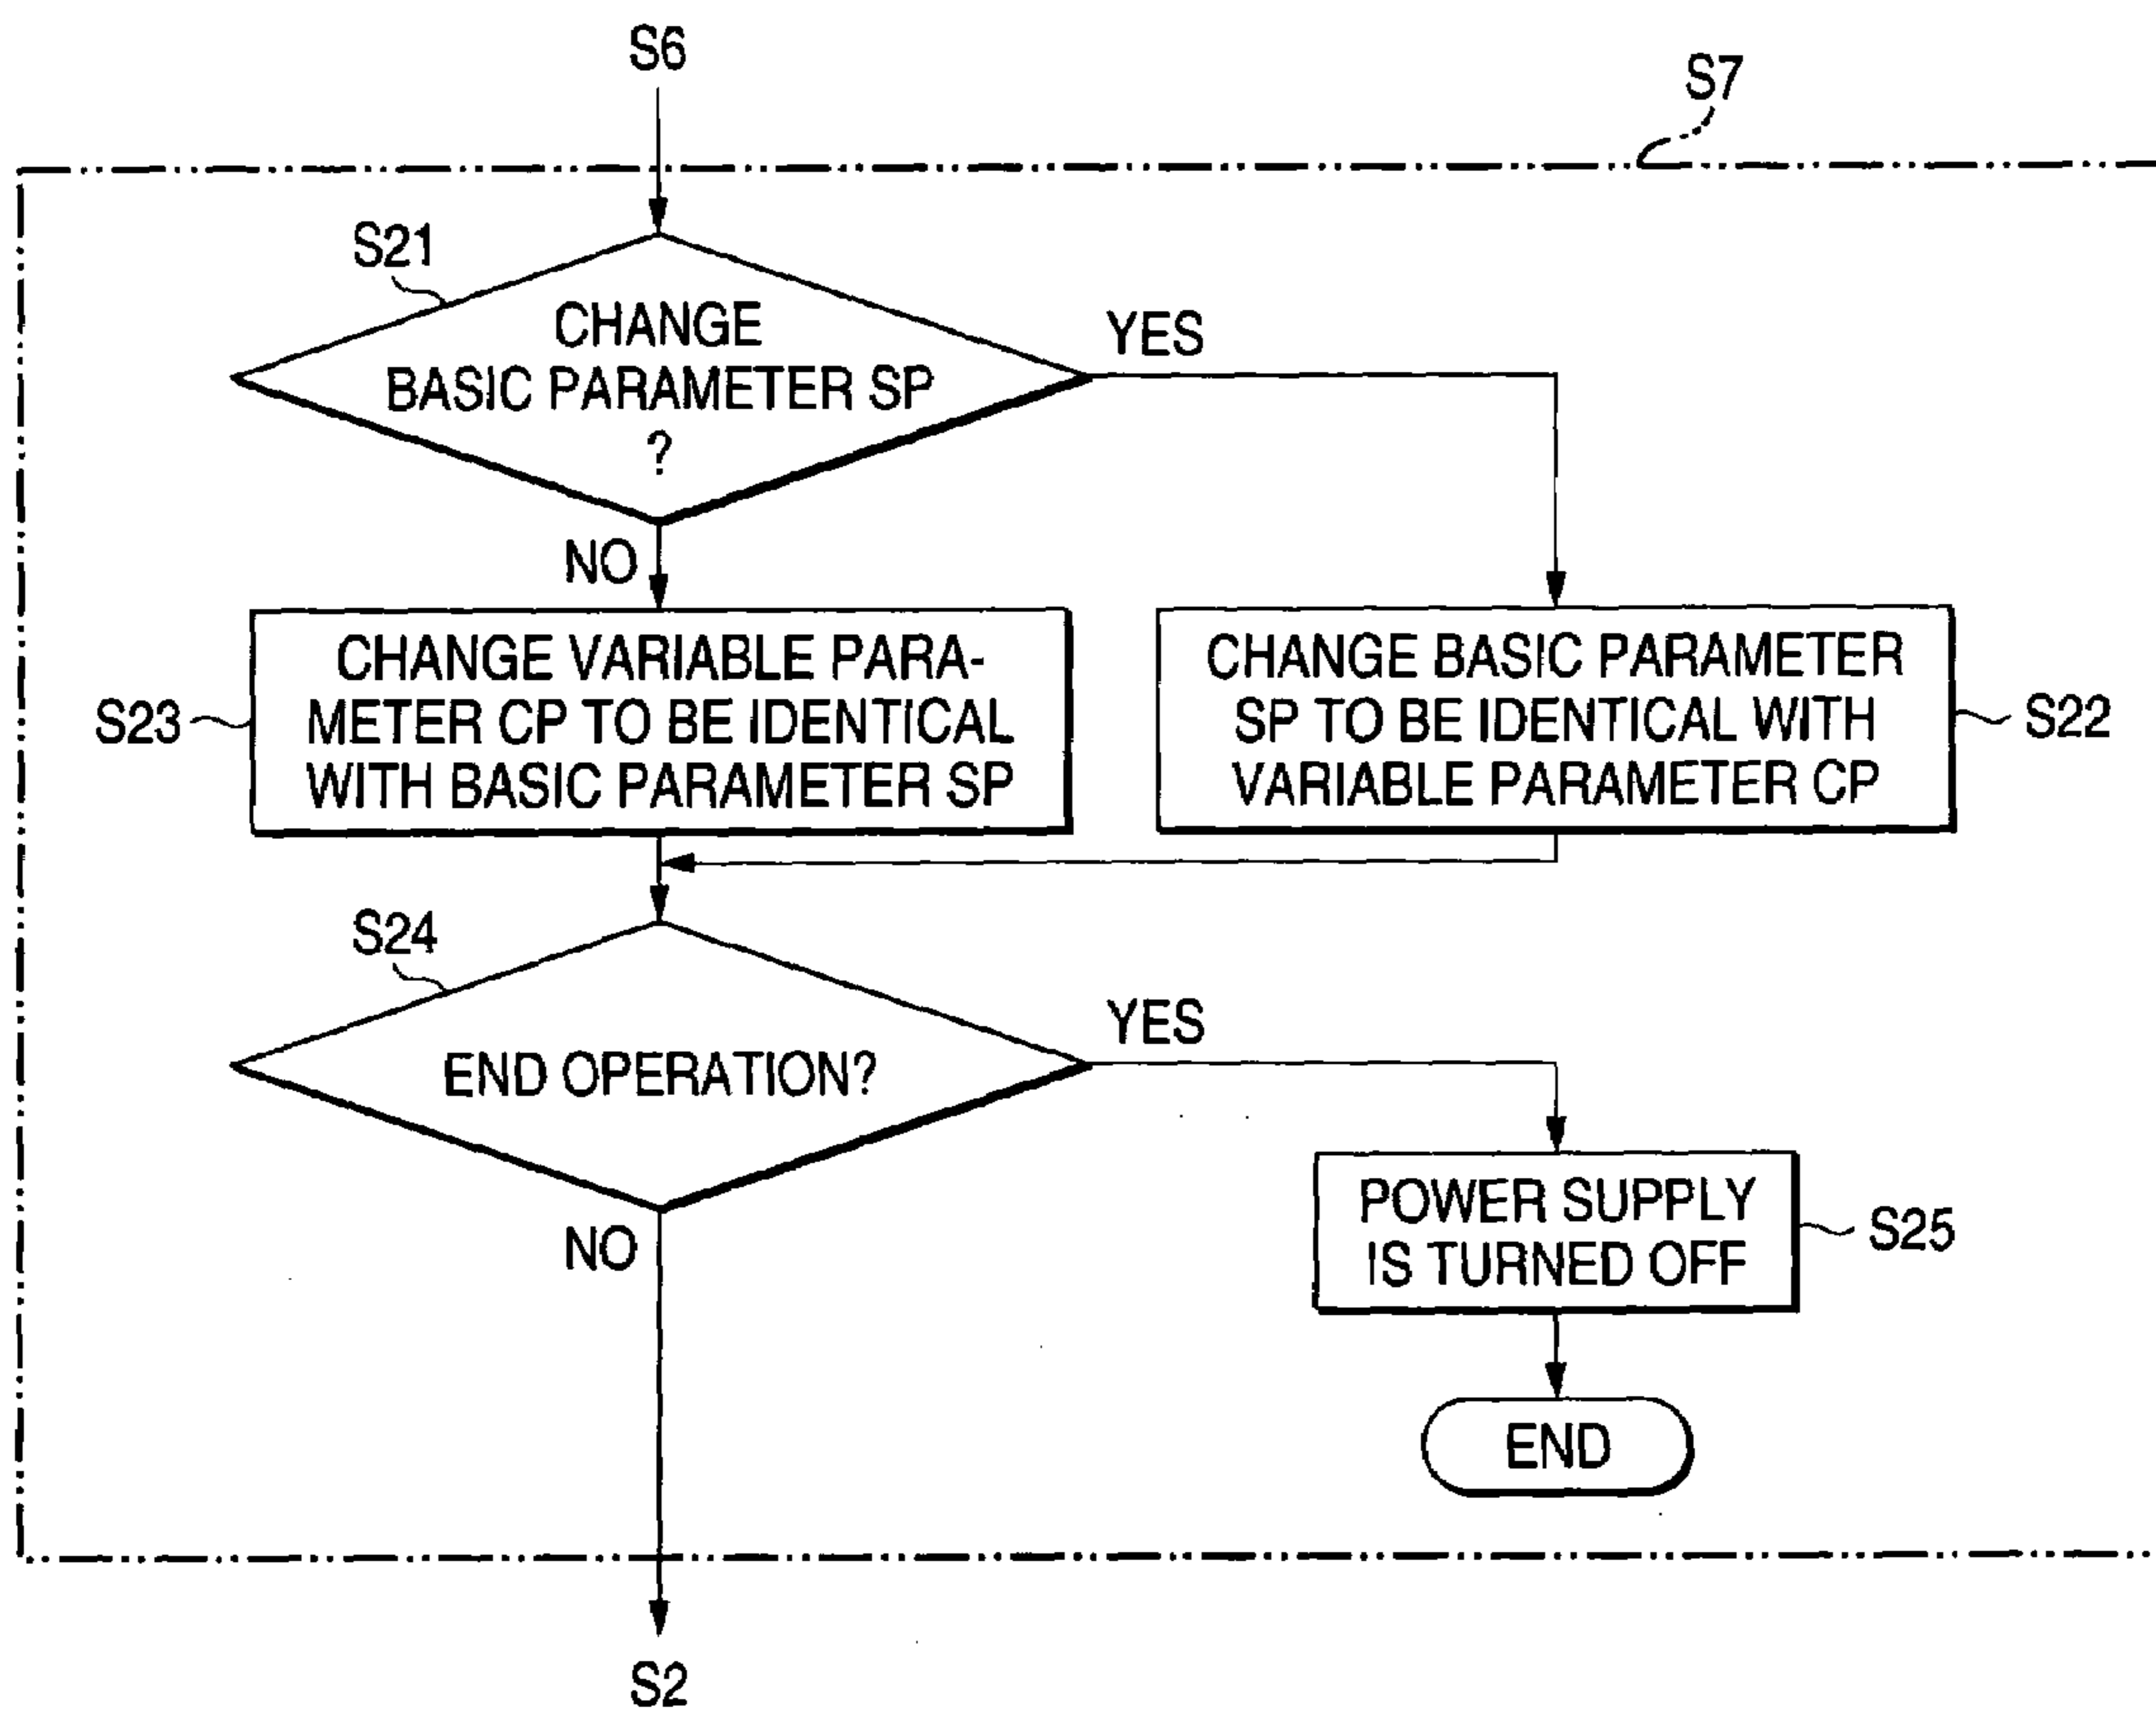 S6
S7
S21
CHANGE
BASIC PARAMETER SP
?
YES
NO
S23
CHANGE VARIABLE PARA-
METER CP TO BE IDENTICAL
WITH BASIC PARAMETER SP
CHANGE BASIC PARAMETER
SP TO BE IDENTICAL WITH
VARIABLE PARAMETER CP
S22
S24
END OPERATION?
YES
NO
POWER SUPPLY
IS TURNED OFF
S25
END
S2